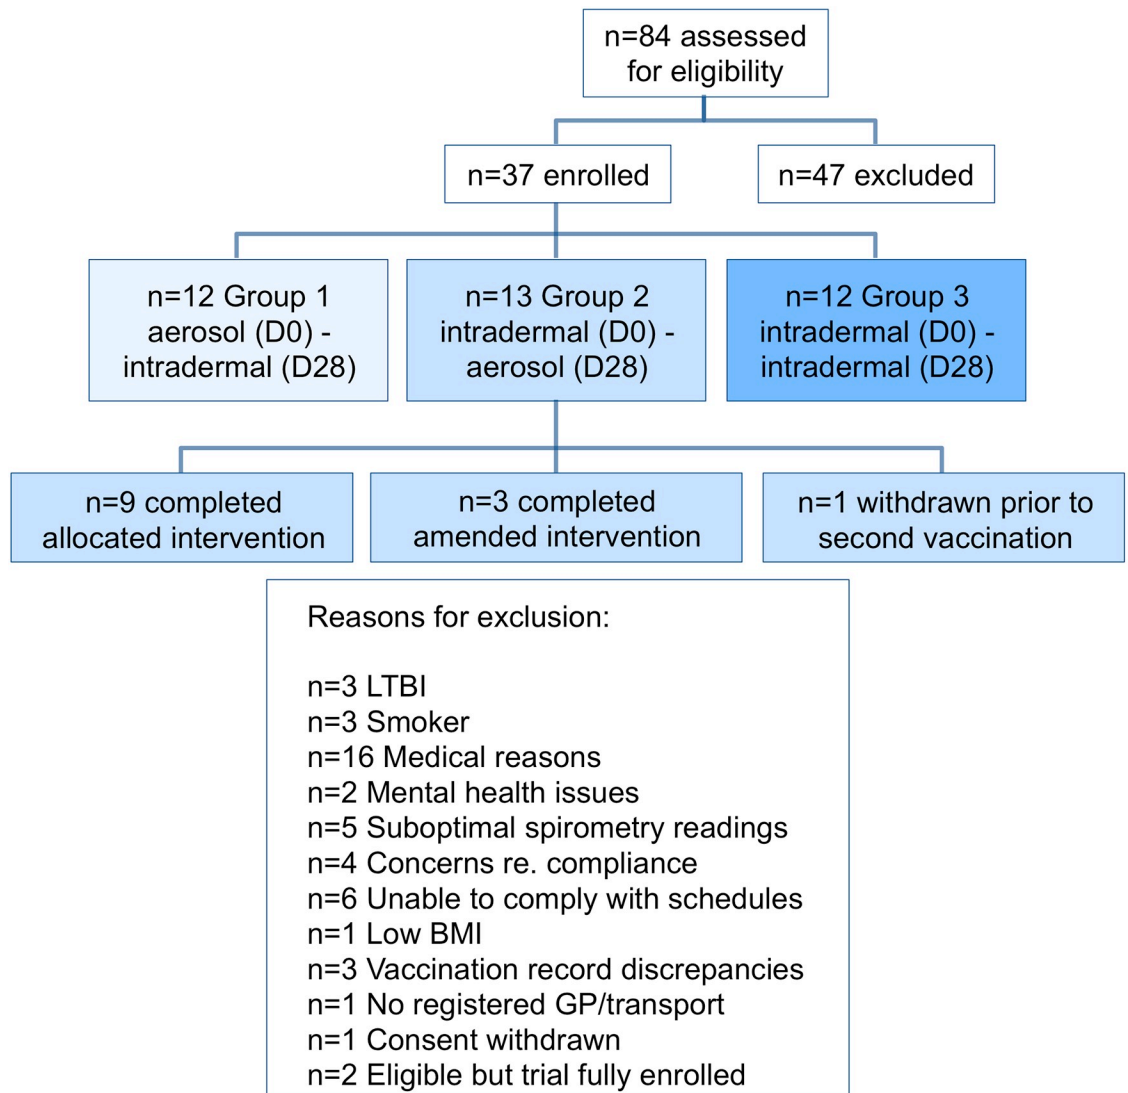 n=84 assessed
for eligibility
n=37 enrolled
n=47 excluded
n=12 Group 1
aerosol (D0) -
intradermal (D28)
n=13 Group 2
intradermal (D0) -
aerosol (D28)
n=12 Group 3
intradermal (D0) -
intradermal (D28)
n=9 completed
allocated intervention
n=3 completed
amended intervention
n=1 withdrawn prior to
second vaccination
Reasons for exclusion:
n=3 LTBI
n=3 Smoker
n=16 Medical reasons
n=2 Mental health issues
n=5 Suboptimal spirometry readings
n=4 Concerns re. compliance
n=6 Unable to comply with schedules
n=1 Low BMI
n=3 Vaccination record discrepancies
n=1 No registered GP/transport
n=1 Consent withdrawn
n=2 Eligible but trial fully enrolled